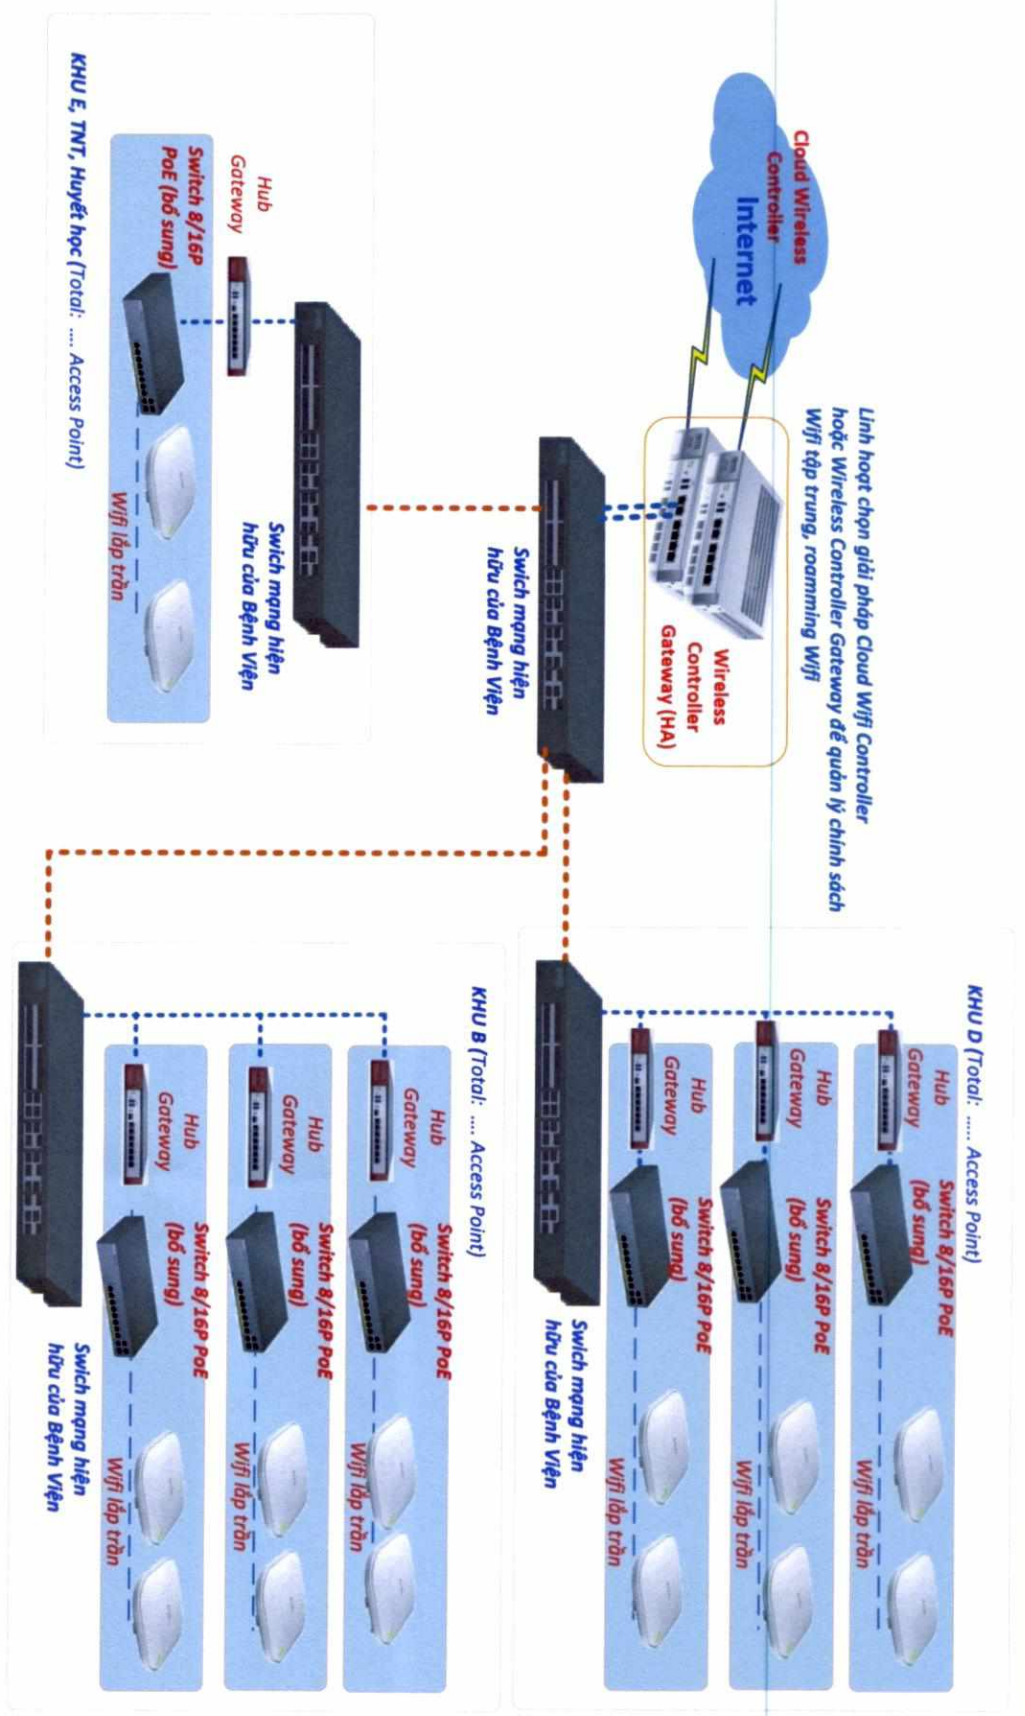 Linh hoạt chọn giải pháp Cloud Wifi Controller
hoặc Wireless Controller Gateway để quản lý chính sách
Wifi tập trung, roamming Wifi
Cloud Wireless
Controller
Internet
Wireless
Controller
Gateway (HA)
Swich mạng hiện
hữu của Bệnh Viện
Swich mạng hiện
hữu của Bệnh Viện
Hub
Gateway
Switch 8/16P
PoE (bổ sung)
Wifi lắp trần
KHU E, TNT, Huyết học (Total: .... Access Point)
KHU D (Total: ..... Access Point)
Hub
Gateway
Switch 8/16P PoE
(bổ sung)
Wifi lắp trần
Hub
Gateway
Switch 8/16P PoE
(bổ sung)
Wifi lắp trần
Hub
Gateway
Switch 8/16P PoE
(bổ sung)
Wifi lắp trần
Swich mạng hiện
hữu của Bệnh Viện
KHU B (Total: .... Access Point)
Hub
Gateway
Switch 8/16P PoE
(bổ sung)
Wifi lắp trần
Hub
Gateway
Switch 8/16P PoE
(bổ sung)
Wifi lắp trần
Hub
Gateway
Switch 8/16P PoE
(bổ sung)
Wifi lắp trần
Swich mạng hiện
hữu của Bệnh Viện